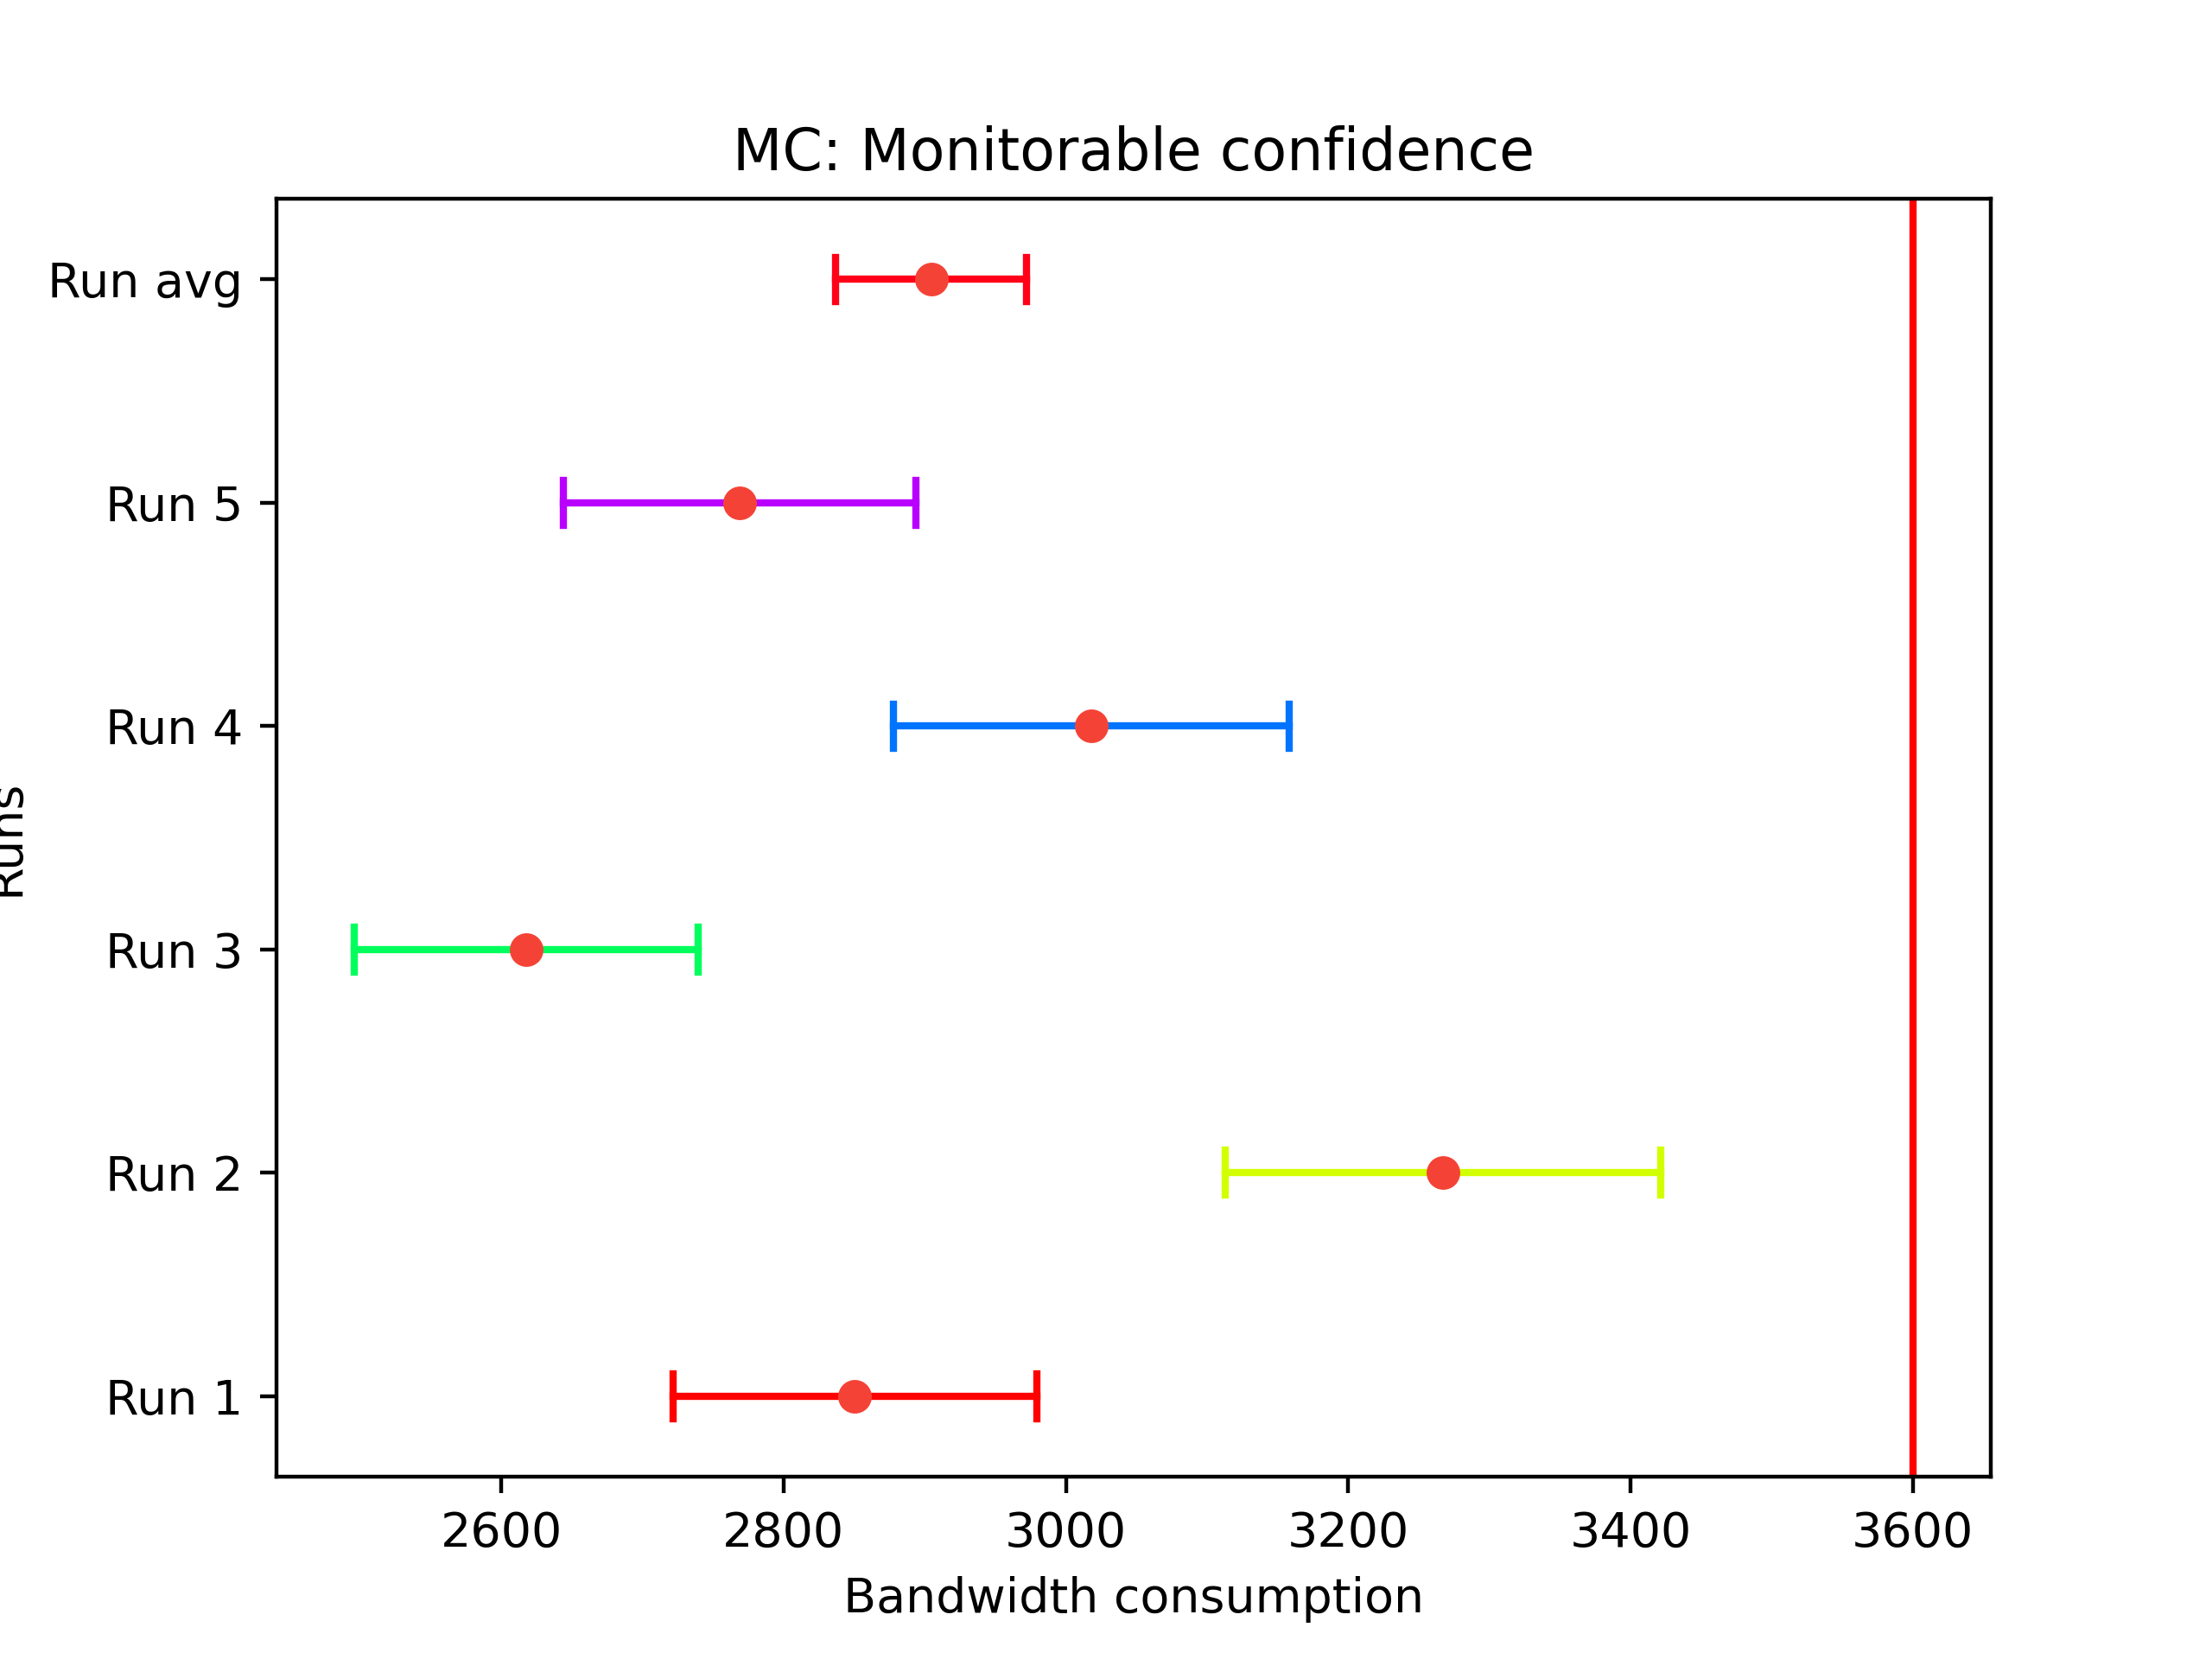 MC: Monitorable confidence
Run avg
Run 5
Run 4
Runs
Run 3
Run 2
Run 1
2600 2800 3000 3200 3400 3600
Bandwidth consumption